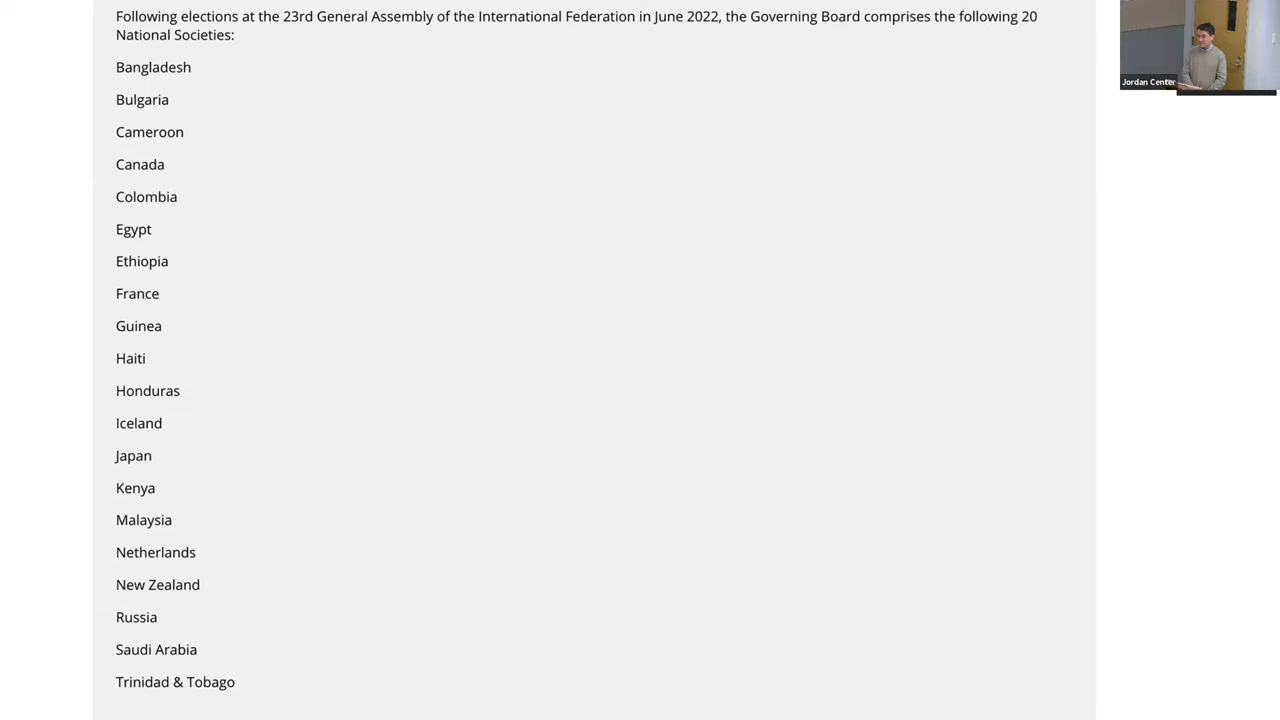 Following elections at the 23rd General Assembly of the International Federation in June 2022, the Governing Board comprises the following 20
National Societies:
Bangladesh
Bulgaria
Cameroon
Canada
Colombia
Egypt
Ethiopia
France
Guinea
Haiti
Honduras
Iceland
Japan
Kenya
Malaysia
Netherlands
New Zealand
Russia
Saudi Arabia
Trinidad & Tobago
Jordan Center